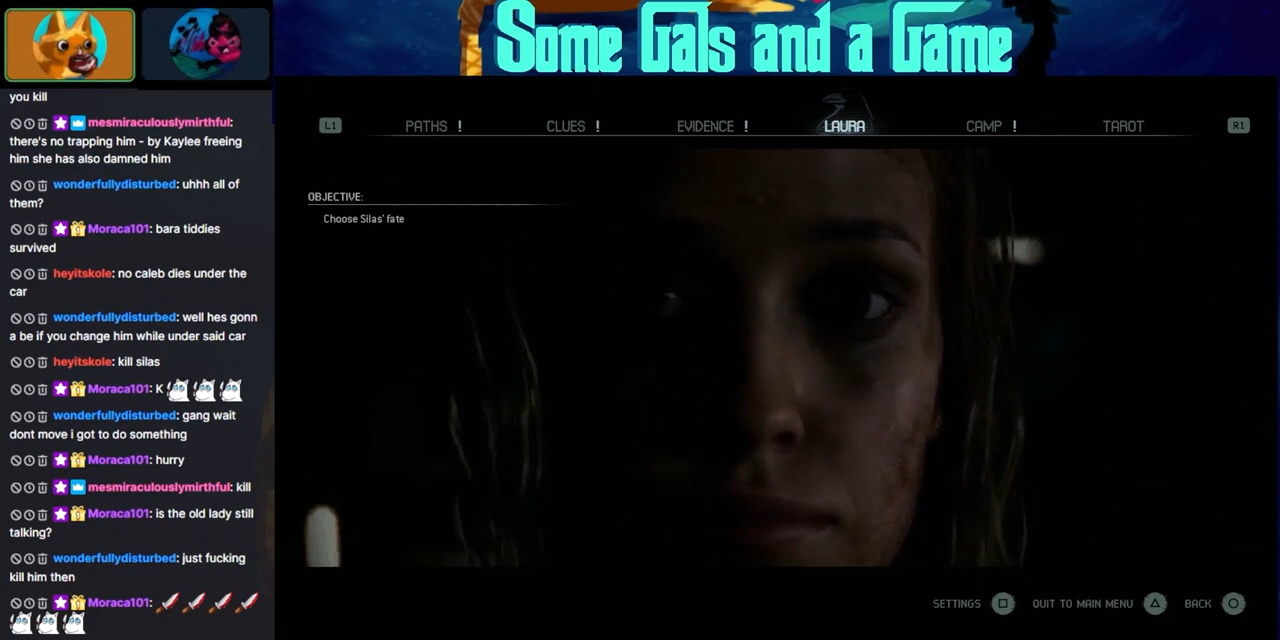 Some Gals and a Game
you kill
mesmiraculouslymirthful:
there's no trapping him - by Kaylee freeing
him she has also damned him
wonderfullydisturbed: uhhh all of
them?
Moraca101: bara tiddies
survived
heyitskole: no caleb dies under the
car
wonderfullydisturbed: well hes gonn
a be if you change him while under said car
heyitskole: kill silas
Moraca101: K
wonderfullydisturbed: gang wait
dont move i got to do something
Moraca101: hurry
mesmiraculouslymirthful: kill
Moraca101: is the old lady still
talking?
wonderfullydisturbed: just fucking
kill him then
Moraca101:
L1 PATHS ! CLUES ! EVIDENCE ! LAURA CAMP ! TAROT R1
OBJECTIVE:
Choose Silas' fate
SETTINGS QUIT TO MAIN MENU BACK